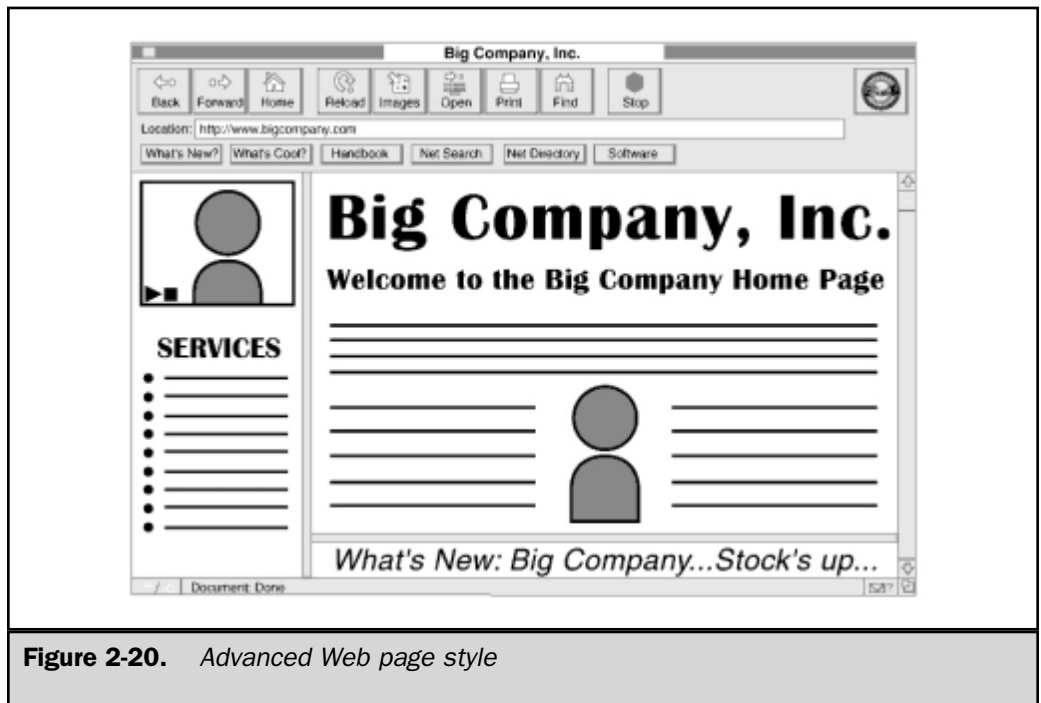 Big Company, Inc.
Back Forward Home Reload Images Open Print Find Stop
Location: http://www.bigcompany.com
What's New? What's Cool? Handbook Net Search Net Directory Software
Big Company, Inc.
Welcome to the Big Company Home Page
SERVICES
What's New: Big Company...Stock's up...
Document: Done
?
Figure 2-20. Advanced Web page style